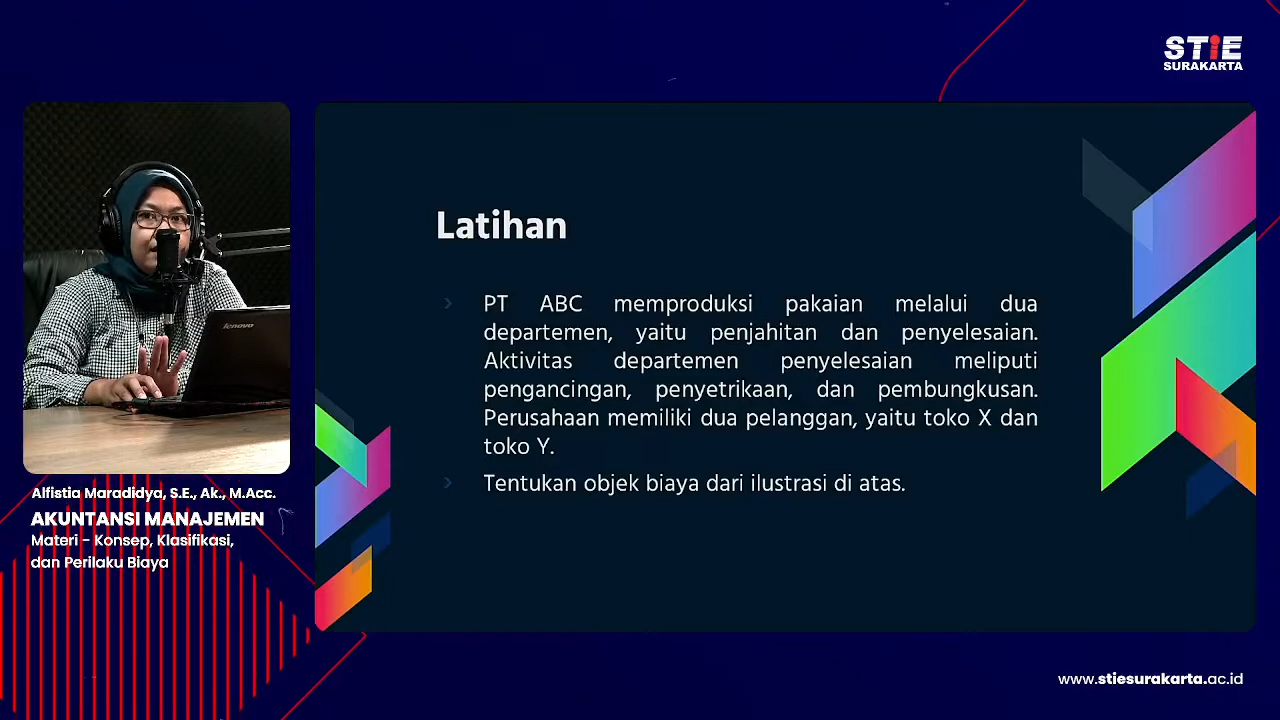 STIE
SURAKARTA
lenovo
Latihan
PT ABC memproduksi pakaian melalui dua
departemen, yaitu penjahitan dan penyelesaian.
Aktivitas departemen penyelesaian meliputi
pengancingan, penyetrikaan, dan pembungkusan.
Perusahaan memiliki dua pelanggan, yaitu toko X dan
toko Y.
Tentukan objek biaya dari ilustrasi di atas.
Alfistia Maradidya, S.E., Ak., M.Acc.
AKUNTANSI MANAJEMEN
Materi - Konsep, Klasifikasi,
dan Perilaku Biaya
www.stiesurakarta.ac.id